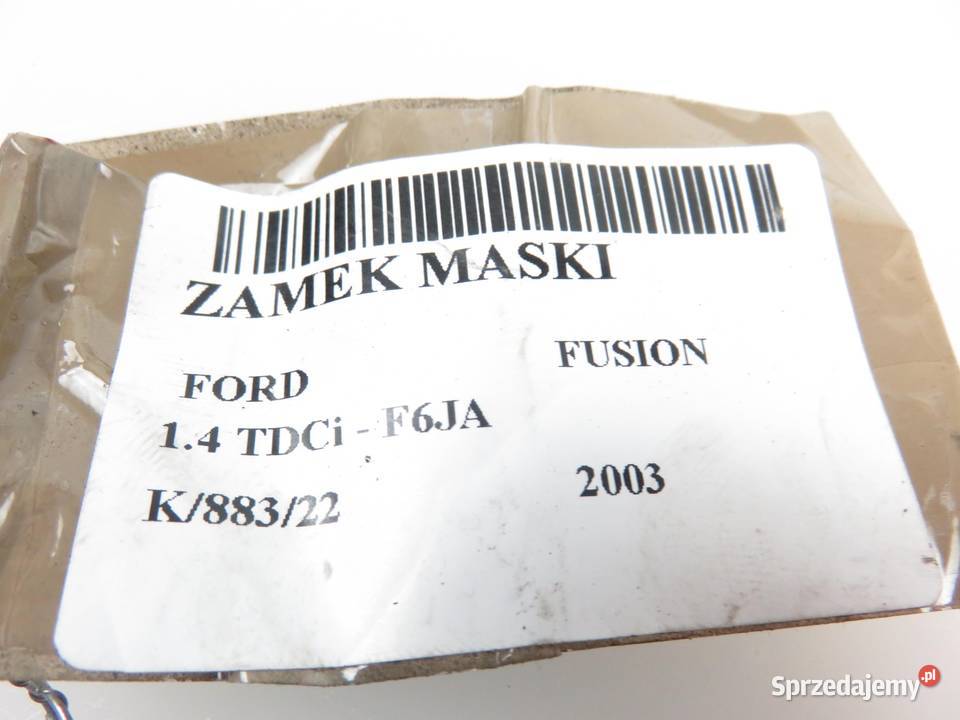 ZAMEK MASKI
FORD FUSION
1.4 TDCi - F6JA
K/883/22 2003
Sprzedajemy.pl